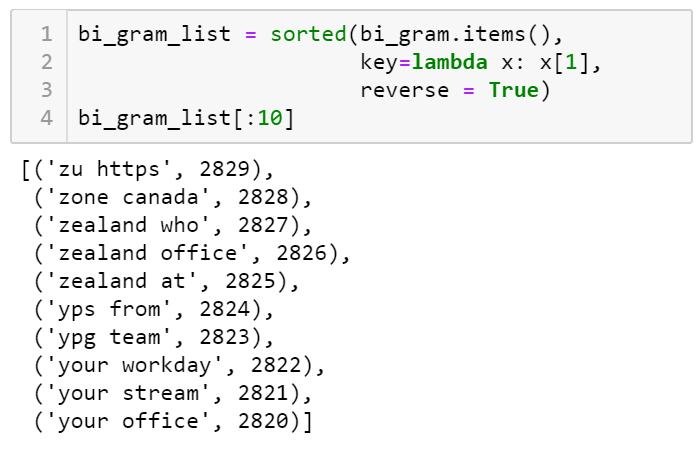 1 bi_gram_list = sorted(bi_gram.items(),
2                       key=lambda x: x[1],
3                       reverse = True)
4 bi_gram_list[:10]
[('zu https', 2829),
 ('zone canada', 2828),
 ('zealand who', 2827),
 ('zealand office', 2826),
 ('zealand at', 2825),
 ('yps from', 2824),
 ('ypg team', 2823),
 ('your workday', 2822),
 ('your stream', 2821),
 ('your office', 2820)]